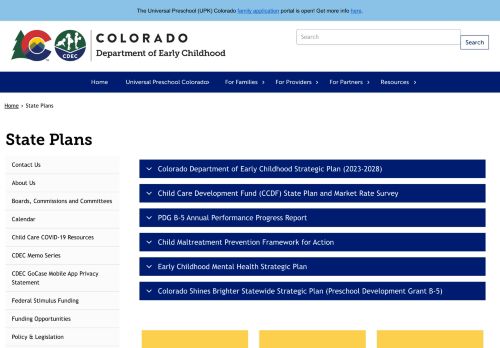 The Universal Preschool (UPK) Colorado family application portal is open! Get more info here.
CDEC
COLORADO
Department of Early Childhood
Search
Search
Home
Universal Preschool Colorado
For Families
For Providers
For Partners
Resources
Home › State Plans
State Plans
Contact Us
About Us
Boards, Commissions and Committees
Calendar
Child Care COVID-19 Resources
CDEC Memo Series
CDEC GoCase Mobile App Privacy
Statement
Federal Stimulus Funding
Funding Opportunities
Policy & Legislation
Colorado Department of Early Childhood Strategic Plan (2023-2028)
Child Care Development Fund (CCDF) State Plan and Market Rate Survey
PDG B-5 Annual Performance Progress Report
Child Maltreatment Prevention Framework for Action
Early Childhood Mental Health Strategic Plan
Colorado Shines Brighter Statewide Strategic Plan (Preschool Development Grant B-5)